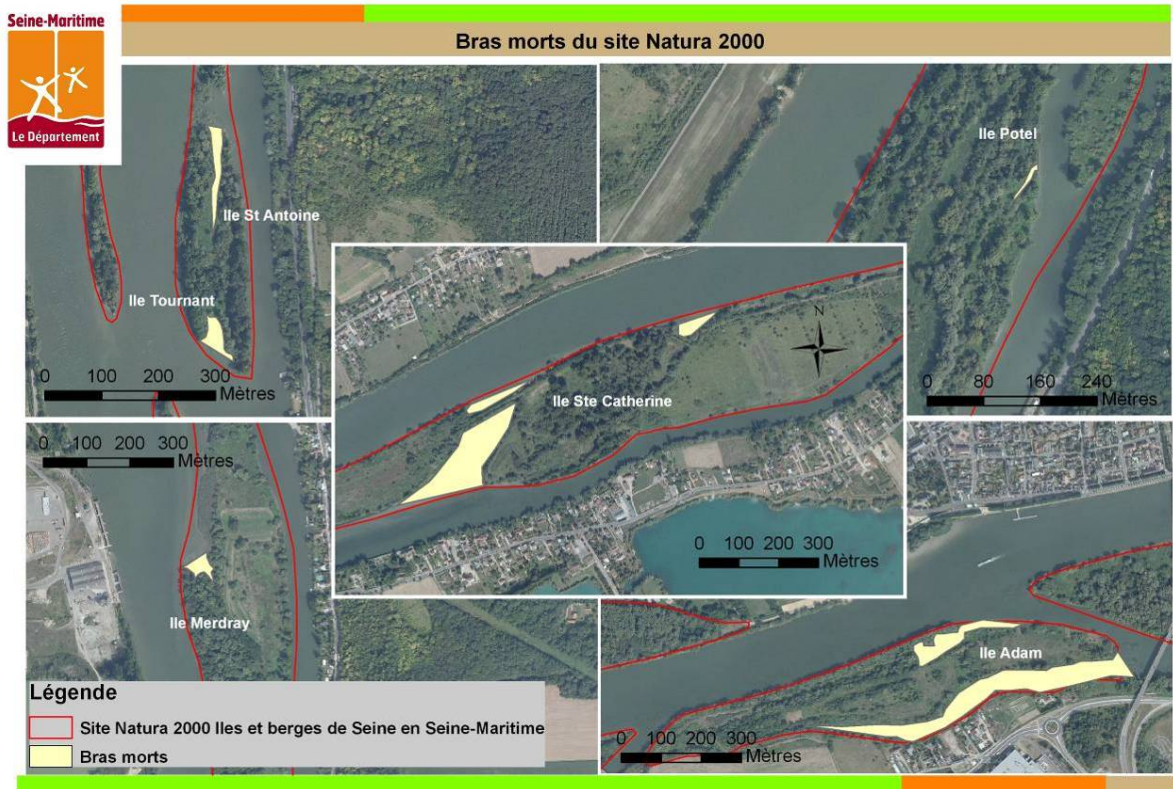 Seine-Maritime
Le Département
Bras morts du site Natura 2000
Ile St Antoine
Ile Tournant
0 100 200 300
Mètres
Ile Potel
0 80 160 240
Mètres
N
Ile Ste Catherine
0 100 200 300
Mètres
0 100 200 300
Mètres
Ile Merdray
Ile Adam
0 100 200 300
Mètres
Légende
Site Natura 2000 Iles et berges de Seine en Seine-Maritime
Bras morts